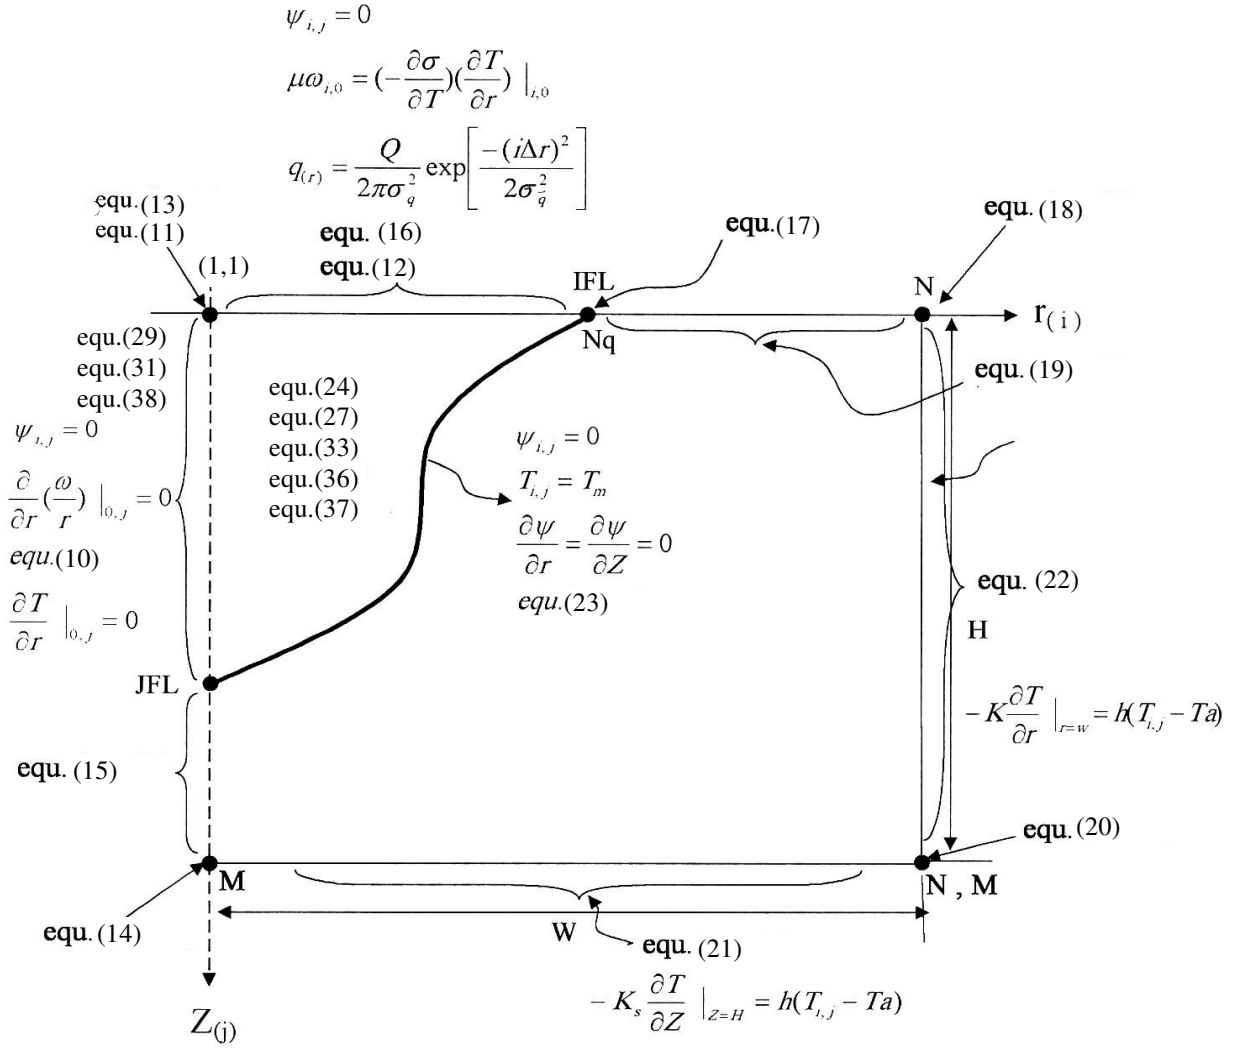 ψ_{i,j} = 0
μω_{i,0} = (-∂σ/∂T)(∂T/∂r) |_{i,0}
q_{(r)} = Q/(2πσ_q^2) exp[-(iΔr)^2/(2σ_q^2)]
equ.(13)
equ.(11)
(1,1)
equ. (16)
equ.(12)
IFL
Nq
equ.(17)
equ. (18)
N
r_{( i )}
equ.(29)
equ.(31)
equ.(38)
ψ_{i,j} = 0
∂/∂r(ω/r) |_{0,j} = 0
equ.(10)
∂T/∂r |_{0,j} = 0
equ.(24)
equ.(27)
equ.(33)
equ.(36)
equ.(37)
ψ_{i,j} = 0
T_{i,j} = T_m
∂ψ/∂r = ∂ψ/∂Z = 0
equ.(23)
equ. (19)
equ. (22)
H
-K ∂T/∂r |_{r=w} = h(T_{i,j} - Ta)
JFL
equ. (15)
equ. (20)
M
N , M
W
equ. (14)
equ. (21)
-K_s ∂T/∂Z |_{Z=H} = h(T_{i,j} - Ta)
Z_{(j)}